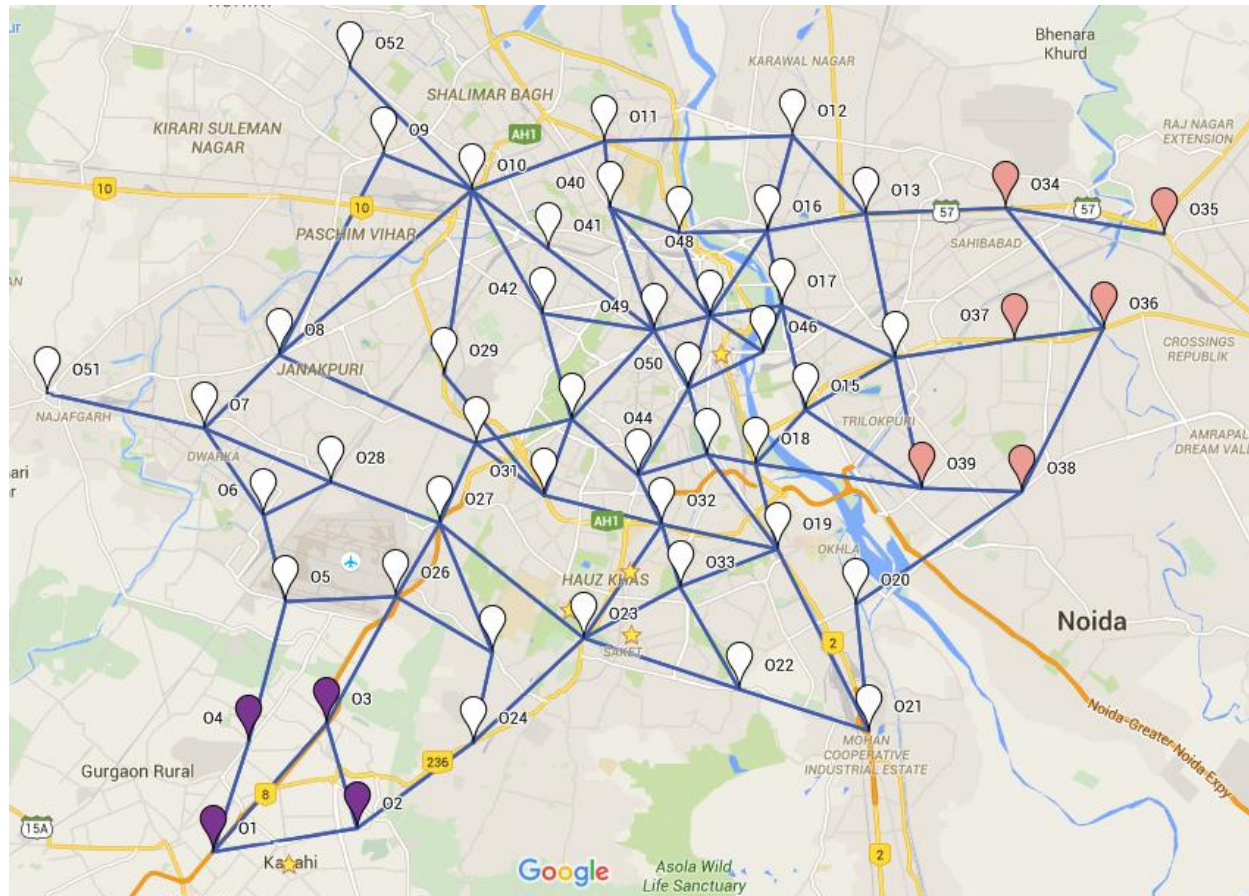 ROHINI
O52
Bhenara
Khurd
KARAWAL NAGAR
SHALIMAR BAGH
O11
O12
KIRARI SULEMAN
NAGAR
O9
AH1
RAJ NAGAR
EXTENSION
O10
O40
O13
O34
10
O41
O16
57
57
O35
10
PASCHIM VIHAR
O48
SAHIBABAD
O42
O49
O17
O8
O46
O37
O36
O29
CROSSINGS
REPUBLIK
O51
JANAKPURI
O50
O15
NAJAFGARH
O7
TRILOKPURI
DWARKA
O28
O44
O18
AMRAPALI
DREAM VALL
O6
O31
O39
O38
O27
O32
AH1
O19
OKHLA
O5
O26
HAUZ KHAS
O33
O20
O23
Noida
SAKET
O22
2
O4
O3
O24
O21
MOHAN
COOPERATIVE
INDUSTRIAL ESTATE
Noida-Greater Noida Expy
Gurgaon Rural
236
8
O2
15A
O1
2
Google
Asola Wild
Life Sanctuary